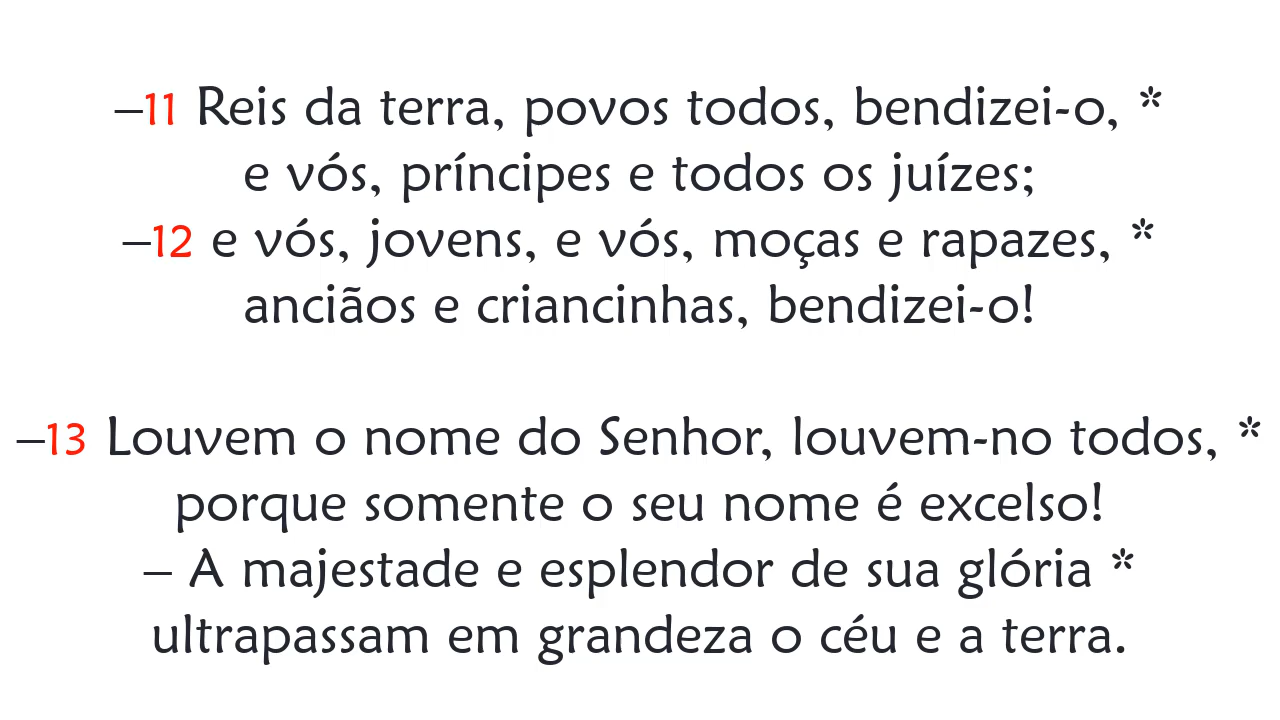 –11 Reis da terra, povos todos, bendizei-o, *
e vós, príncipes e todos os juízes;
–12 e vós, jovens, e vós, moças e rapazes, *
anciãos e criancinhas, bendizei-o!
–13 Louvem o nome do Senhor, louvem-no todos, *
porque somente o seu nome é excelso!
– A majestade e esplendor de sua glória *
ultrapassam em grandeza o céu e a terra.